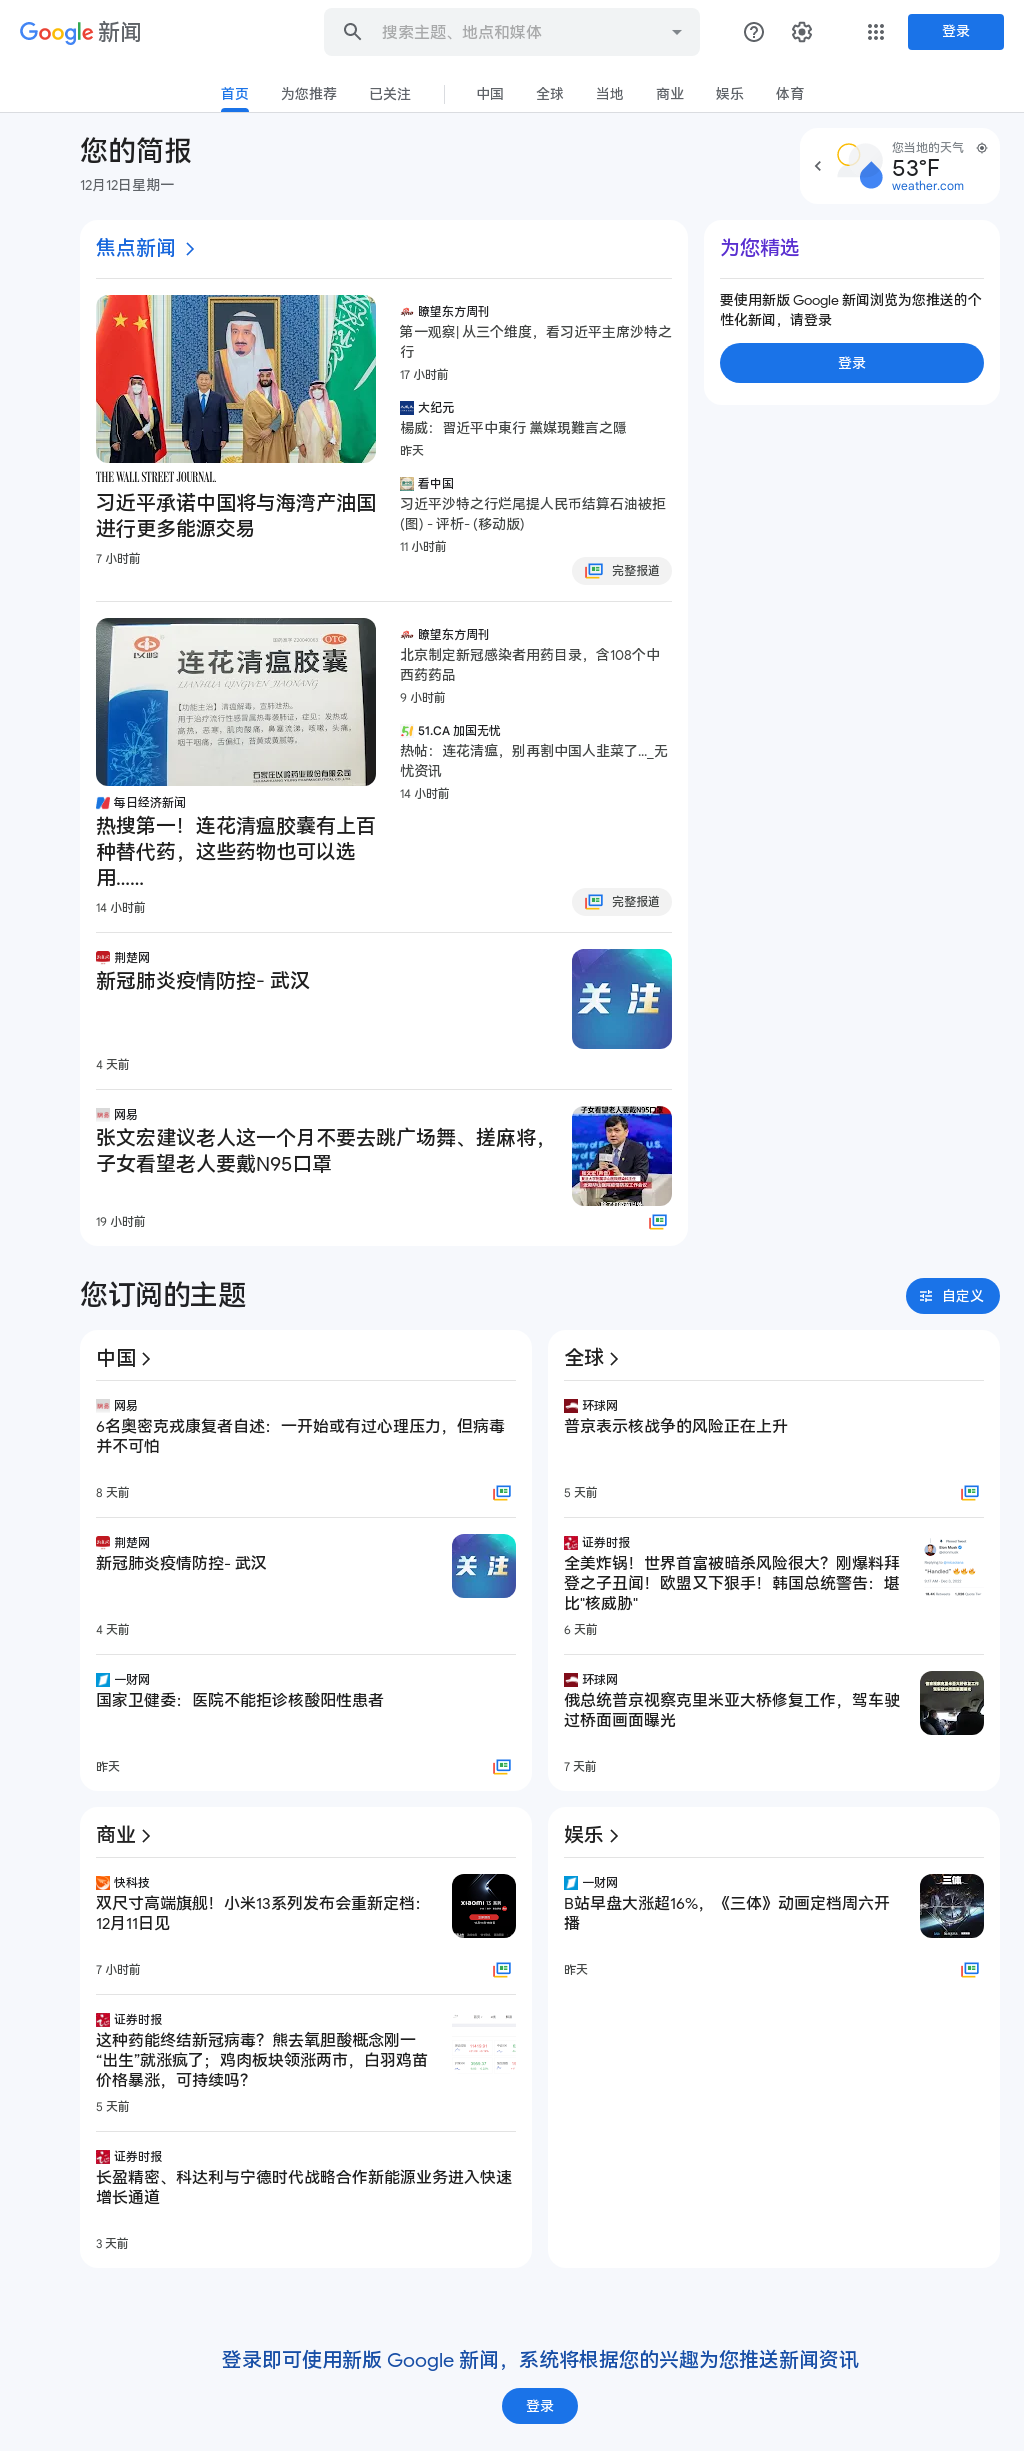 Google 新闻
搜索主题、地点和媒体
登录
首页
为您推荐
已关注
中国
全球
当地
商业
娱乐
体育
您的简报
12月12日星期一
您当地的天气
53°F
weather.com
焦点新闻
THE WALL STREET JOURNAL.
习近平承诺中国将与海湾产油国
进行更多能源交易
7 小时前
瞭望东方周刊
第一观察| 从三个维度，看习近平主席沙特之
行
17 小时前
大纪元
楊威：習近平中東行 黨媒現難言之隱
昨天
看中国
习近平沙特之行烂尾提人民币结算石油被拒
(图) - 评析- (移动版)
11 小时前
完整报道
为您精选
要使用新版 Google 新闻浏览为您推送的个
性化新闻，请登录
登录
以岭
OTC
连花清瘟胶囊
LIANHUA QINGWEN JIAONANG
石家庄以岭药业股份有限公司
每日经济新闻
热搜第一！连花清瘟胶囊有上百
种替代药，这些药物也可以选
用……
14 小时前
瞭望东方周刊
北京制定新冠感染者用药目录，含108个中
西药药品
9 小时前
51.CA 加国无忧
热帖：连花清瘟，别再割中国人韭菜了..._无
忧资讯
14 小时前
完整报道
荆楚网
新冠肺炎疫情防控- 武汉
4 天前
关 注
网易
张文宏建议老人这一个月不要去跳广场舞、搓麻将，
子女看望老人要戴N95口罩
19 小时前
子女看望老人要戴N95口罩
您订阅的主题
自定义
中国
网易
6名奥密克戎康复者自述：一开始或有过心理压力，但病毒
并不可怕
8 天前
荆楚网
新冠肺炎疫情防控- 武汉
4 天前
关 注
一财网
国家卫健委：医院不能拒诊核酸阳性患者
昨天
全球
环球网
普京表示核战争的风险正在上升
5 天前
证券时报
全美炸锅！世界首富被暗杀风险很大？刚爆料拜
登之子丑闻！欧盟又下狠手！韩国总统警告：堪
比"核威胁"
6 天前
Elon Musk
"Handled"
环球网
俄总统普京视察克里米亚大桥修复工作，驾车驶
过桥面画面曝光
7 天前
商业
快科技
双尺寸高端旗舰！小米13系列发布会重新定档：
12月11日见
7 小时前
xiaomi 13 系列
证券时报
这种药能终结新冠病毒？熊去氧胆酸概念刚一
“出生”就涨疯了；鸡肉板块领涨两市，白羽鸡苗
价格暴涨，可持续吗？
5 天前
证券时报
长盈精密、科达利与宁德时代战略合作新能源业务进入快速
增长通道
3 天前
娱乐
一财网
B站早盘大涨超16%，《三体》动画定档周六开
播
昨天
三体
登录即可使用新版 Google 新闻，系统将根据您的兴趣为您推送新闻资讯
登录